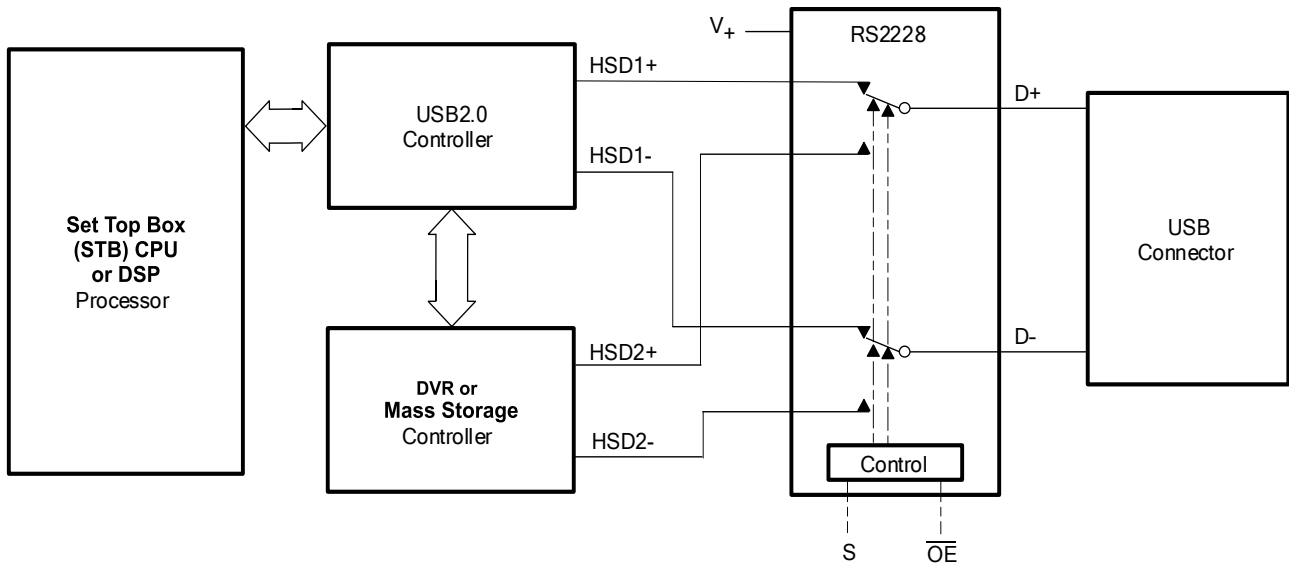 Set Top Box
(STB) CPU
or DSP
Processor
USB2.0
Controller
DVR or
Mass Storage
Controller
HSD1+
HSD1-
HSD2+
HSD2-
V+
RS2228
Control
S
O̅E̅
D+
D-
USB
Connector